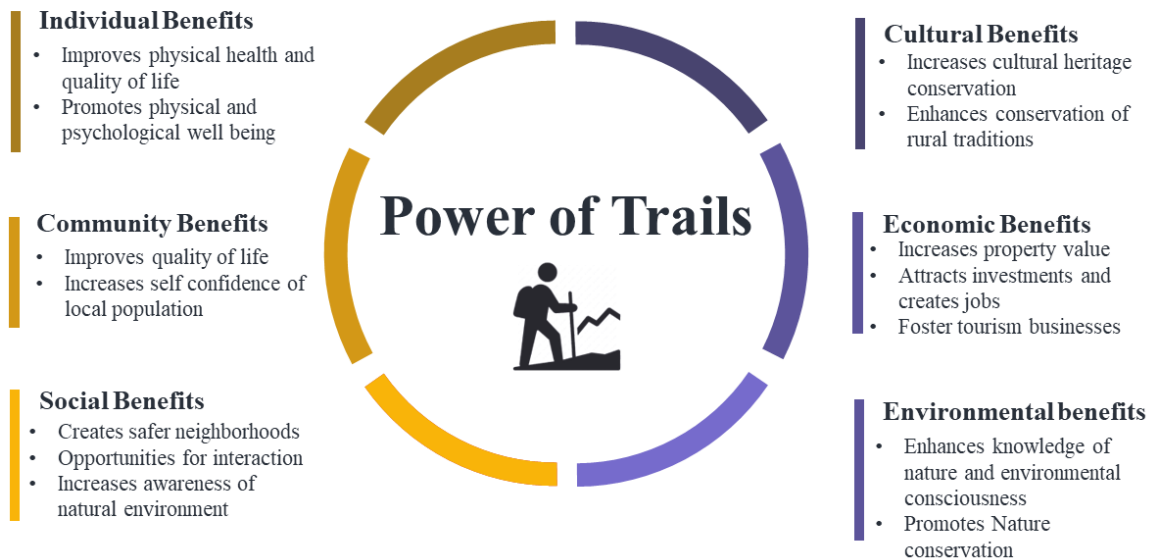 Individual Benefits
• Improves physical health and
quality of life
• Promotes physical and
psychological well being
Community Benefits
• Improves quality of life
• Increases self confidence of
local population
Social Benefits
• Creates safer neighborhoods
• Opportunities for interaction
• Increases awareness of
natural environment
Power of Trails
Cultural Benefits
• Increases cultural heritage
conservation
• Enhances conservation of
rural traditions
Economic Benefits
• Increases property value
• Attracts investments and
creates jobs
• Foster tourism businesses
Environmental benefits
• Enhances knowledge of
nature and environmental
consciousness
• Promotes Nature
conservation